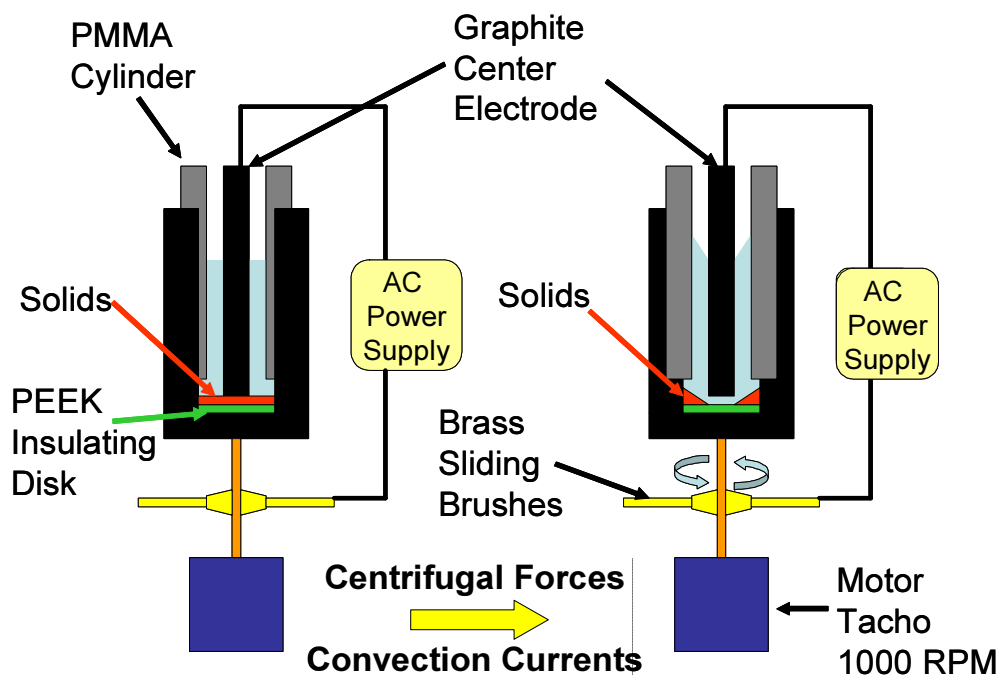 PMMA
Cylinder
Graphite
Center
Electrode
Solids
AC
Power
Supply
PEEK
Insulating
Disk
Solids
AC
Power
Supply
Brass
Sliding
Brushes
Centrifugal Forces
Convection Currents
Motor
Tacho
1000 RPM